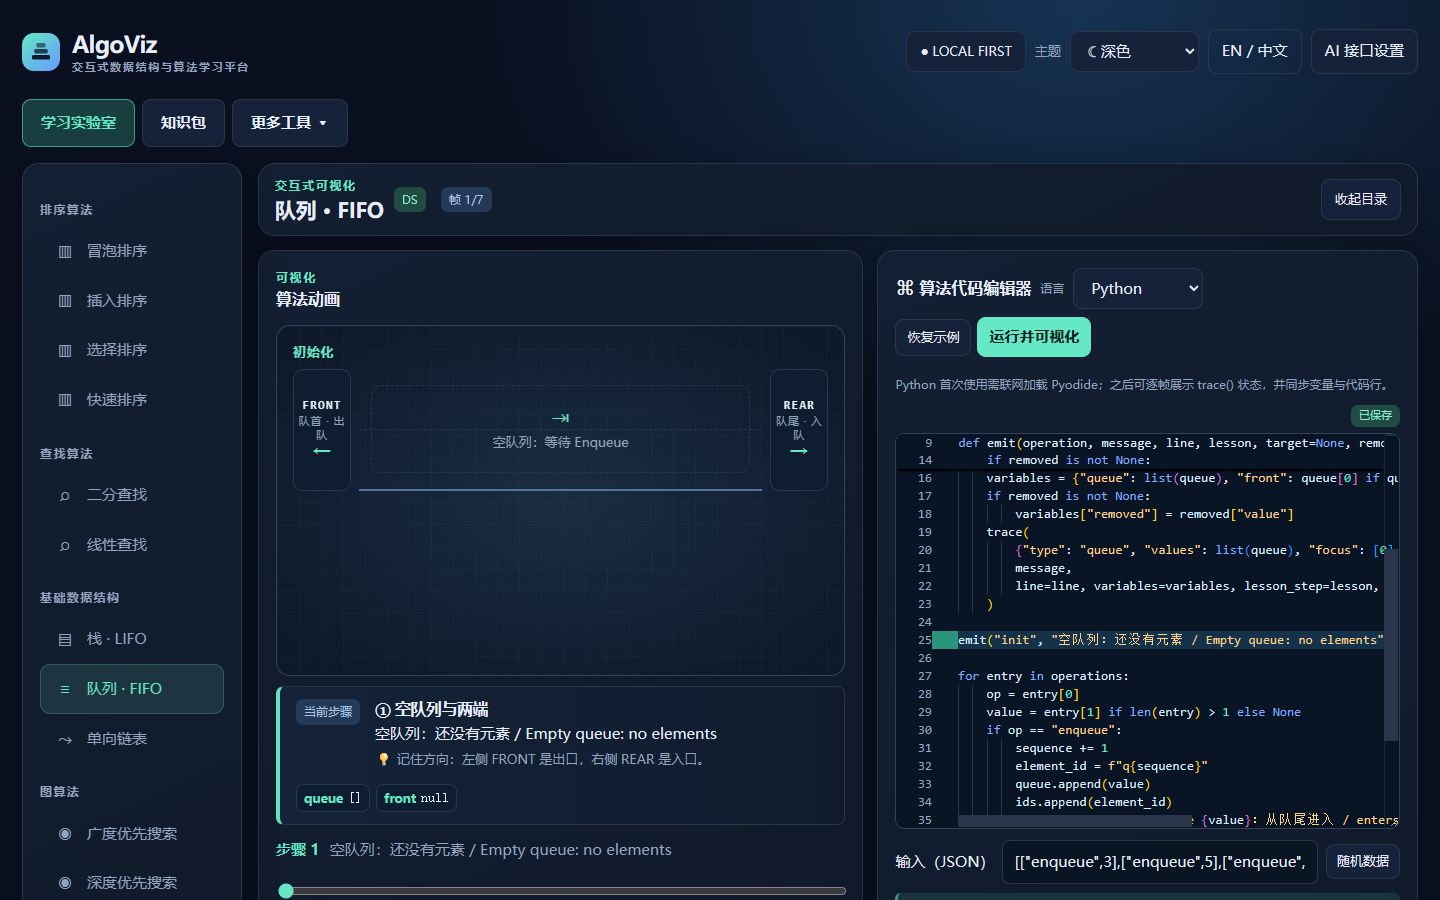 AlgoViz
交互式数据结构与算法学习平台
● LOCAL FIRST
主题
☾ 深色
EN / 中文
AI 接口设置
学习实验室
知识包
更多工具
排序算法
冒泡排序
插入排序
选择排序
快速排序
查找算法
二分查找
线性查找
基础数据结构
栈 · LIFO
队列 · FIFO
单向链表
图算法
广度优先搜索
深度优先搜索
交互式可视化
队列 • FIFO
DS
帧 1/7
收起目录
可视化
算法动画
初始化
FRONT
队首 · 出
队
←
⇥
空队列：等待 Enqueue
REAR
队尾 · 入
队
→
当前步骤
① 空队列与两端
空队列：还没有元素 / Empty queue: no elements
💡 记住方向：左侧 FRONT 是出口，右侧 REAR 是入口。
queue []
front null
步骤 1 空队列：还没有元素 / Empty queue: no elements
⌘ 算法代码编辑器
语言
Python
恢复示例
运行并可视化
Python 首次使用需联网加载 Pyodide；之后可逐帧展示 trace() 状态，并同步变量与代码行。
已保存
9 def emit(operation, message, line, lesson, target=None, remo
14 if removed is not None:
16 variables = {"queue": list(queue), "front": queue[0] if qu
17 if removed is not None:
18 variables["removed"] = removed["value"]
19 trace(
20 {"type": "queue", "values": list(queue), "focus": [0]
21 message,
22 line=line, variables=variables, lesson_step=lesson,
23 )
24
25 emit("init", "空队列：还没有元素 / Empty queue: no elements"
26
27 for entry in operations:
28 op = entry[0]
29 value = entry[1] if len(entry) > 1 else None
30 if op == "enqueue":
31 sequence += 1
32 element_id = f"q{sequence}"
33 queue.append(value)
34 ids.append(element_id)
35 {value}：从队尾进入 / enters
输入（JSON）
[["enqueue",3],["enqueue",5],["enqueue",
随机数据